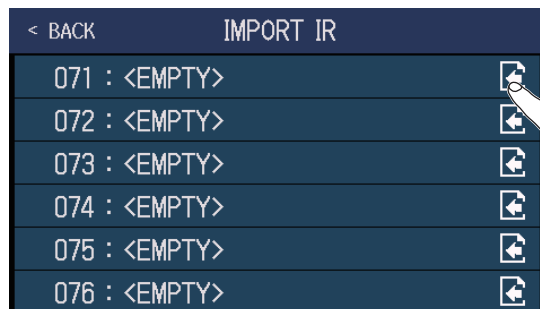 < BACK IMPORT IR
071 : <EMPTY>
072 : <EMPTY>
073 : <EMPTY>
074 : <EMPTY>
075 : <EMPTY>
076 : <EMPTY>